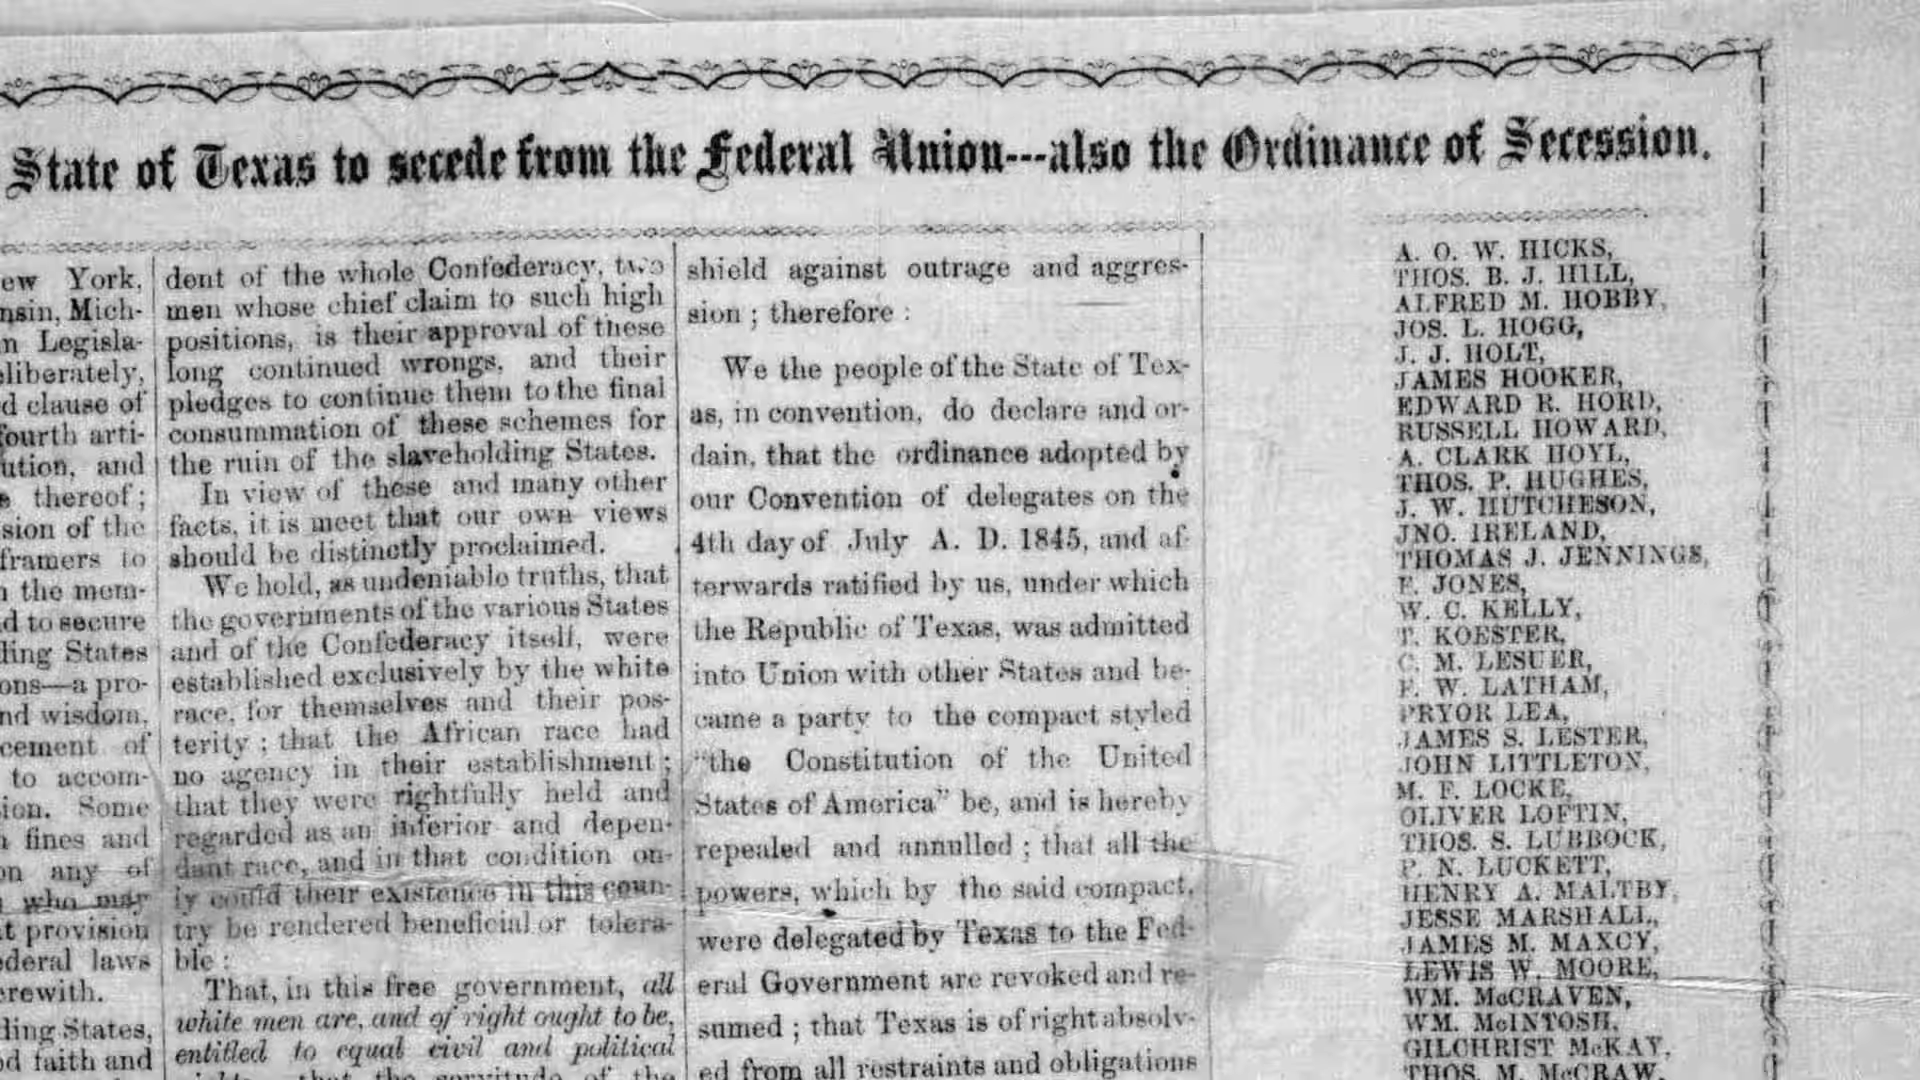 State of Texas to secede from the Federal Union---also the Ordinance of Secession.
ew York,
nsin, Mich-
n Legisla-
eliberately,
d clause of
fourth arti-
ution, and
e thereof;
sion of the
framers to
n the mem-
d to secure
ling States
ons—a pro-
nd wisdom,
cement of
to accom-
sion. Some
n fines and
on any of
who may
t provision
ederal laws
erewith.
ding States,
od faith and
dent of the whole Confederacy, two
men whose chief claim to such high
positions, is their approval of these
long continued wrongs, and their
pledges to continue them to the final
consummation of these schemes for
the ruin of the slaveholding States.
In view of these and many other
facts, it is meet that our own views
should be distinctly proclaimed.
We hold, as undeniable truths, that
the governments of the various States
and of the Confederacy itself, were
established exclusively by the white
race, for themselves and their pos-
terity ; that the African race had
no agency in their establishment ;
that they were rightfully held and
regarded as an inferior and depen-
dant race, and in that condition on-
ly could their existence in this coun-
try be rendered beneficial or tolera-
ble :
That, in this free government, all
white men are, and of right ought to be,
entitled to equal civil and political
that the servitude of the
shield against outrage and aggres-
sion ; therefore :
We the people of the State of Tex-
as, in convention, do declare and or-
dain, that the ordinance adopted by
our Convention of delegates on the
4th day of July A. D. 1845, and af-
terwards ratified by us, under which
the Republic of Texas, was admitted
into Union with other States and be-
came a party to the compact styled
"the Constitution of the United
States of America" be, and is hereby
repealed and annulled ; that all the
powers, which by the said compact,
were delegated by Texas to the Fed-
eral Government are revoked and re-
sumed ; that Texas is of right absolv-
ed from all restraints and obligations
A. O. W. HICKS,
THOS. B. J. HILL,
ALFRED M. HOBBY,
JOS. L. HOGG,
J. J. HOLT,
JAMES HOOKER,
EDWARD R. HORD,
RUSSELL HOWARD,
A. CLARK HOYL,
THOS. P. HUGHES,
J. W. HUTCHESON,
JNO. IRELAND,
THOMAS J. JENNINGS,
F. JONES,
W. C. KELLY,
T. KOESTER,
C. M. LESUER,
F. W. LATHAM,
PRYOR LEA,
JAMES S. LESTER,
JOHN LITTLETON,
M. F. LOCKE,
OLIVER LOFTIN,
THOS. S. LUBBOCK,
P. N. LUCKETT,
HENRY A. MALTBY,
JESSE MARSHALL,
JAMES M. MAXCY,
LEWIS W. MOORE,
WM. McCRAVEN,
WM. McINTOSH,
GILCHRIST McKAY,
THOS. M. McCRAW,